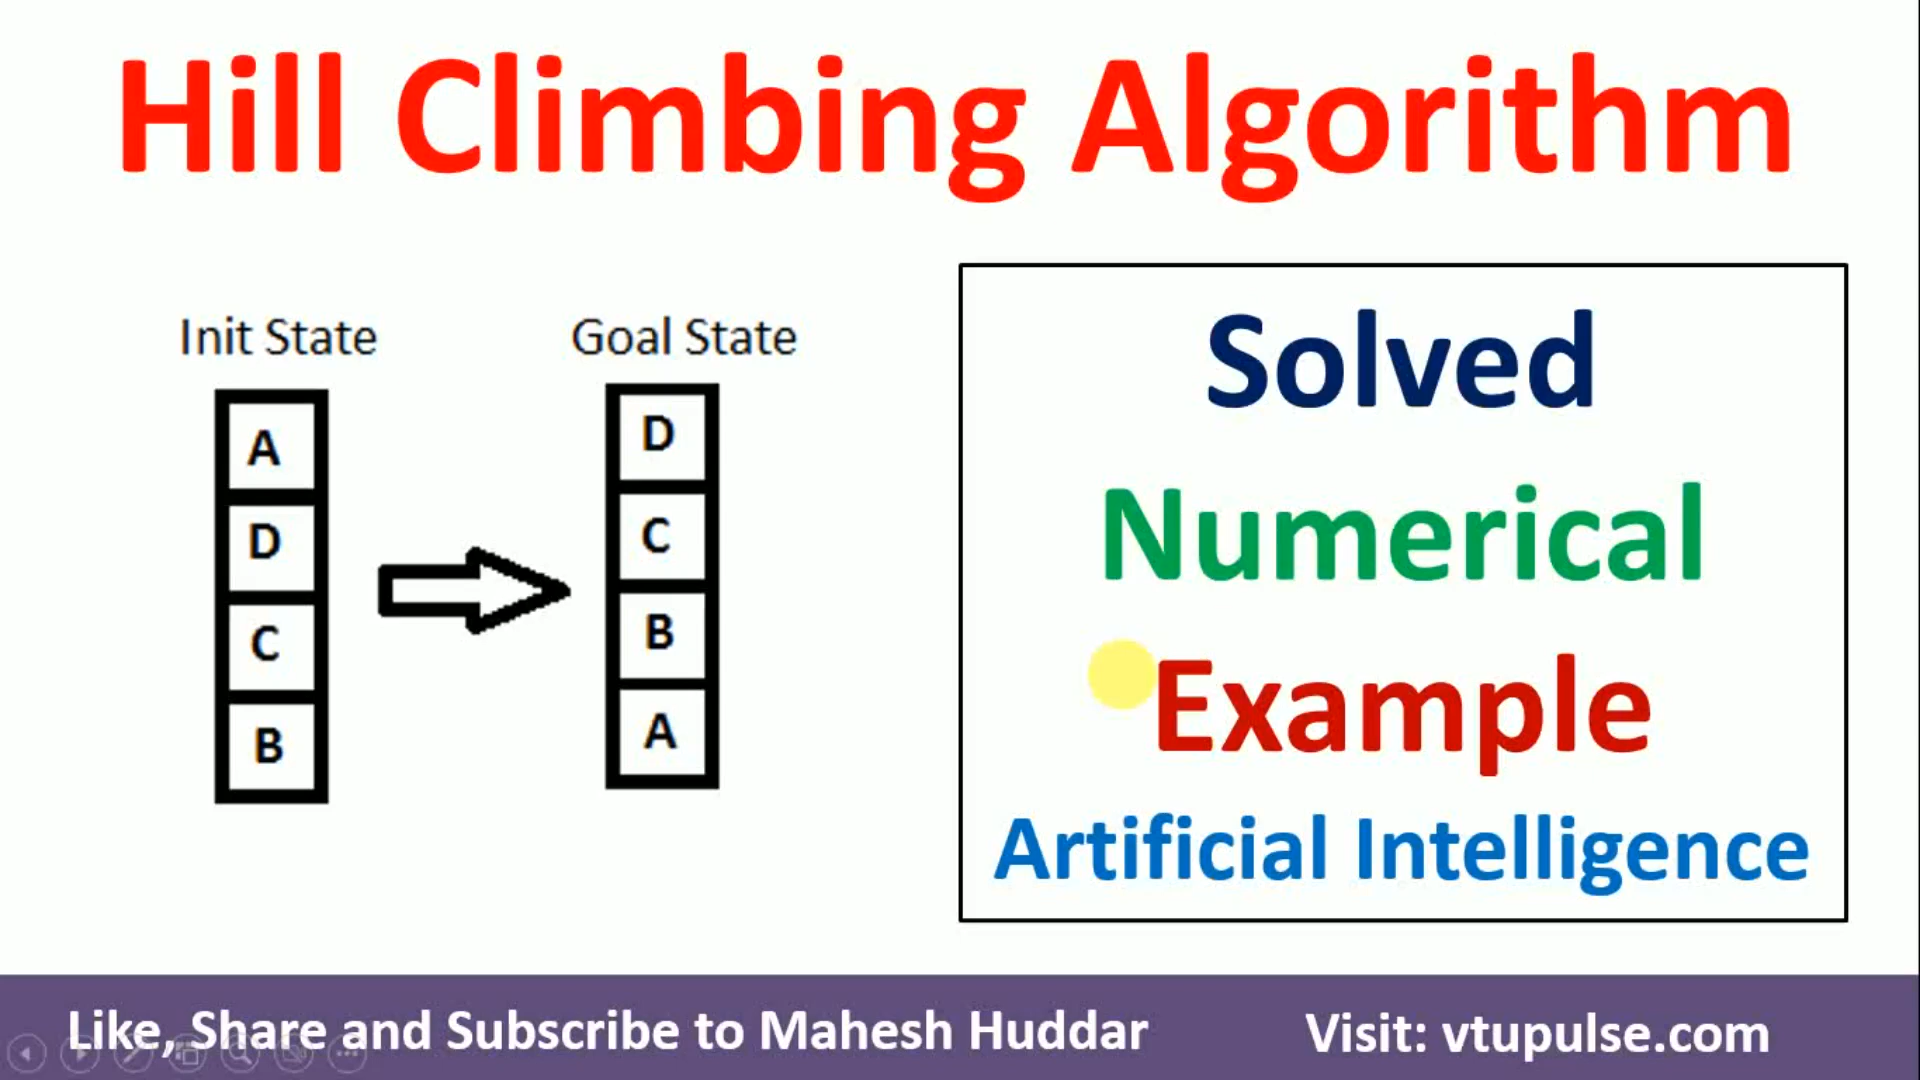 Hill Climbing Algorithm
Init State
A
D
C
B
Goal State
D
C
B
A
Solved
Numerical
Example
Artificial Intelligence
Like, Share and Subscribe to Mahesh Huddar
Visit: vtupulse.com